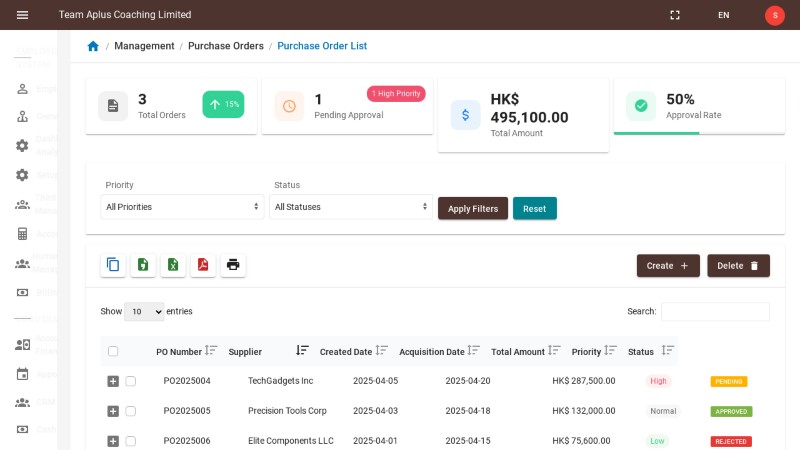 Team Aplus Coaching Limited
EN
S
/ Management / Purchase Orders / Purchase Order List
3
Total Orders
15%
1
Pending Approval
1 High Priority
HK$
495,100.00
Total Amount
50%
Approval Rate
Priority
Status
All Priorities
All Statuses
Apply Filters
Reset
Create
Delete
Show 10 entries
Search:
PO Number Supplier Created Date Acquisition Date Total Amount Priority Status
PO2025004 TechGadgets Inc 2025-04-05 2025-04-20 HK$ 287,500.00 High PENDING
PO2025005 Precision Tools Corp 2025-04-03 2025-04-18 HK$ 132,000.00 Normal APPROVED
PO2025006 Elite Components LLC 2025-04-01 2025-04-15 HK$ 75,600.00 Low REJECTED